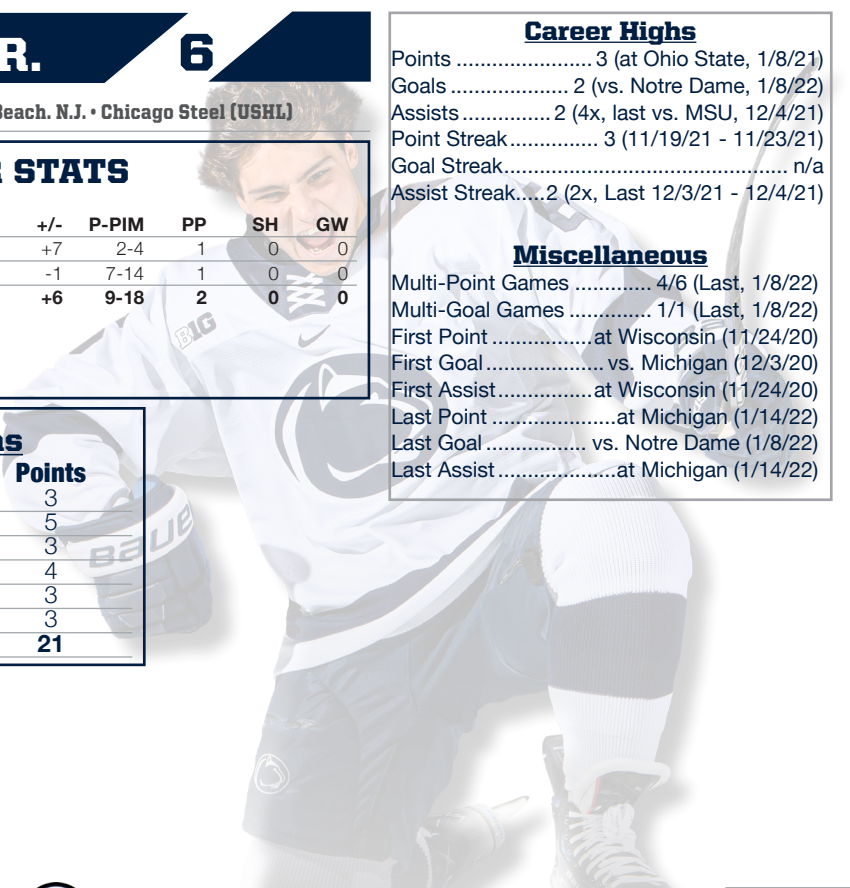 R. 6
Beach. N.J. • Chicago Steel (USHL)
STATS
+/- P-PIM PP SH GW
+7 2-4 1 0 0
-1 7-14 1 0 0
+6 9-18 2 0 0
Points
3
5
3
4
3
3
21
Career Highs
Points ...................... 3 (at Ohio State, 1/8/21)
Goals .................... 2 (vs. Notre Dame, 1/8/22)
Assists ............... 2 (4x, last vs. MSU, 12/4/21)
Point Streak ............... 3 (11/19/21 - 11/23/21)
Goal Streak................................................ n/a
Assist Streak.....2 (2x, Last 12/3/21 - 12/4/21)
Miscellaneous
Multi-Point Games ............. 4/6 (Last, 1/8/22)
Multi-Goal Games .............. 1/1 (Last, 1/8/22)
First Point .................at Wisconsin (11/24/20)
First Goal.................... vs. Michigan (12/3/20)
First Assist................at Wisconsin (11/24/20)
Last Point .....................at Michigan (1/14/22)
Last Goal................. vs. Notre Dame (1/8/22)
Last Assist ....................at Michigan (1/14/22)
B1G
BAUE